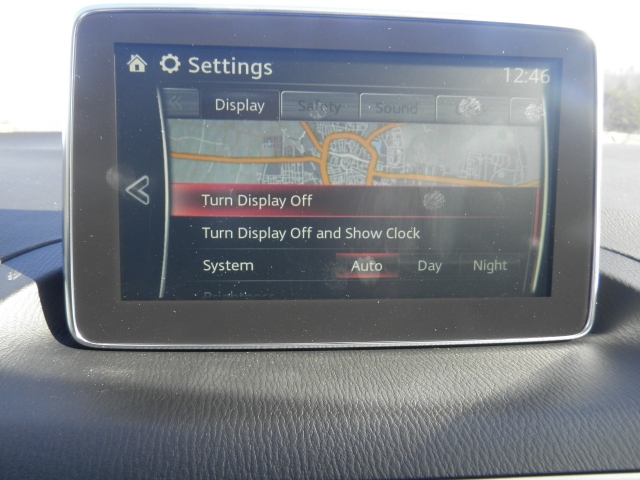 Settings
12:46
Display Safety Sound
Turn Display Off
Turn Display Off and Show Clock
System Auto Day Night
Brightness